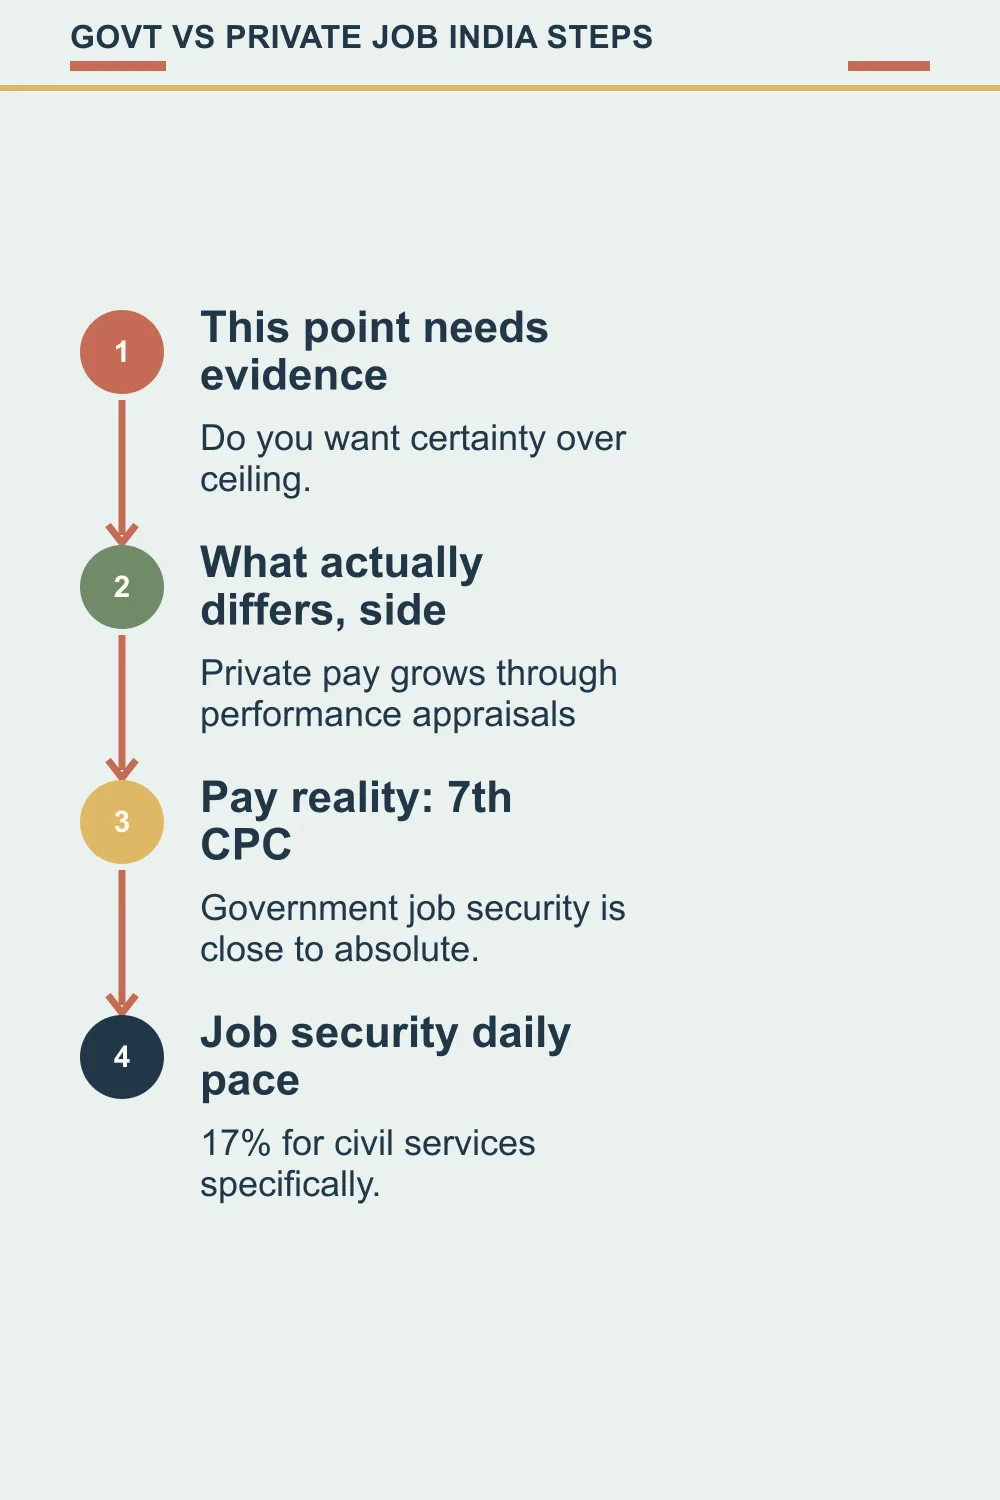 GOVT VS PRIVATE JOB INDIA STEPS
1
This point needs
evidence
Do you want certainty over
ceiling.
2
What actually
differs, side
Private pay grows through
performance appraisals
3
Pay reality: 7th
CPC
Government job security is
close to absolute.
4
Job security daily
pace
17% for civil services
specifically.